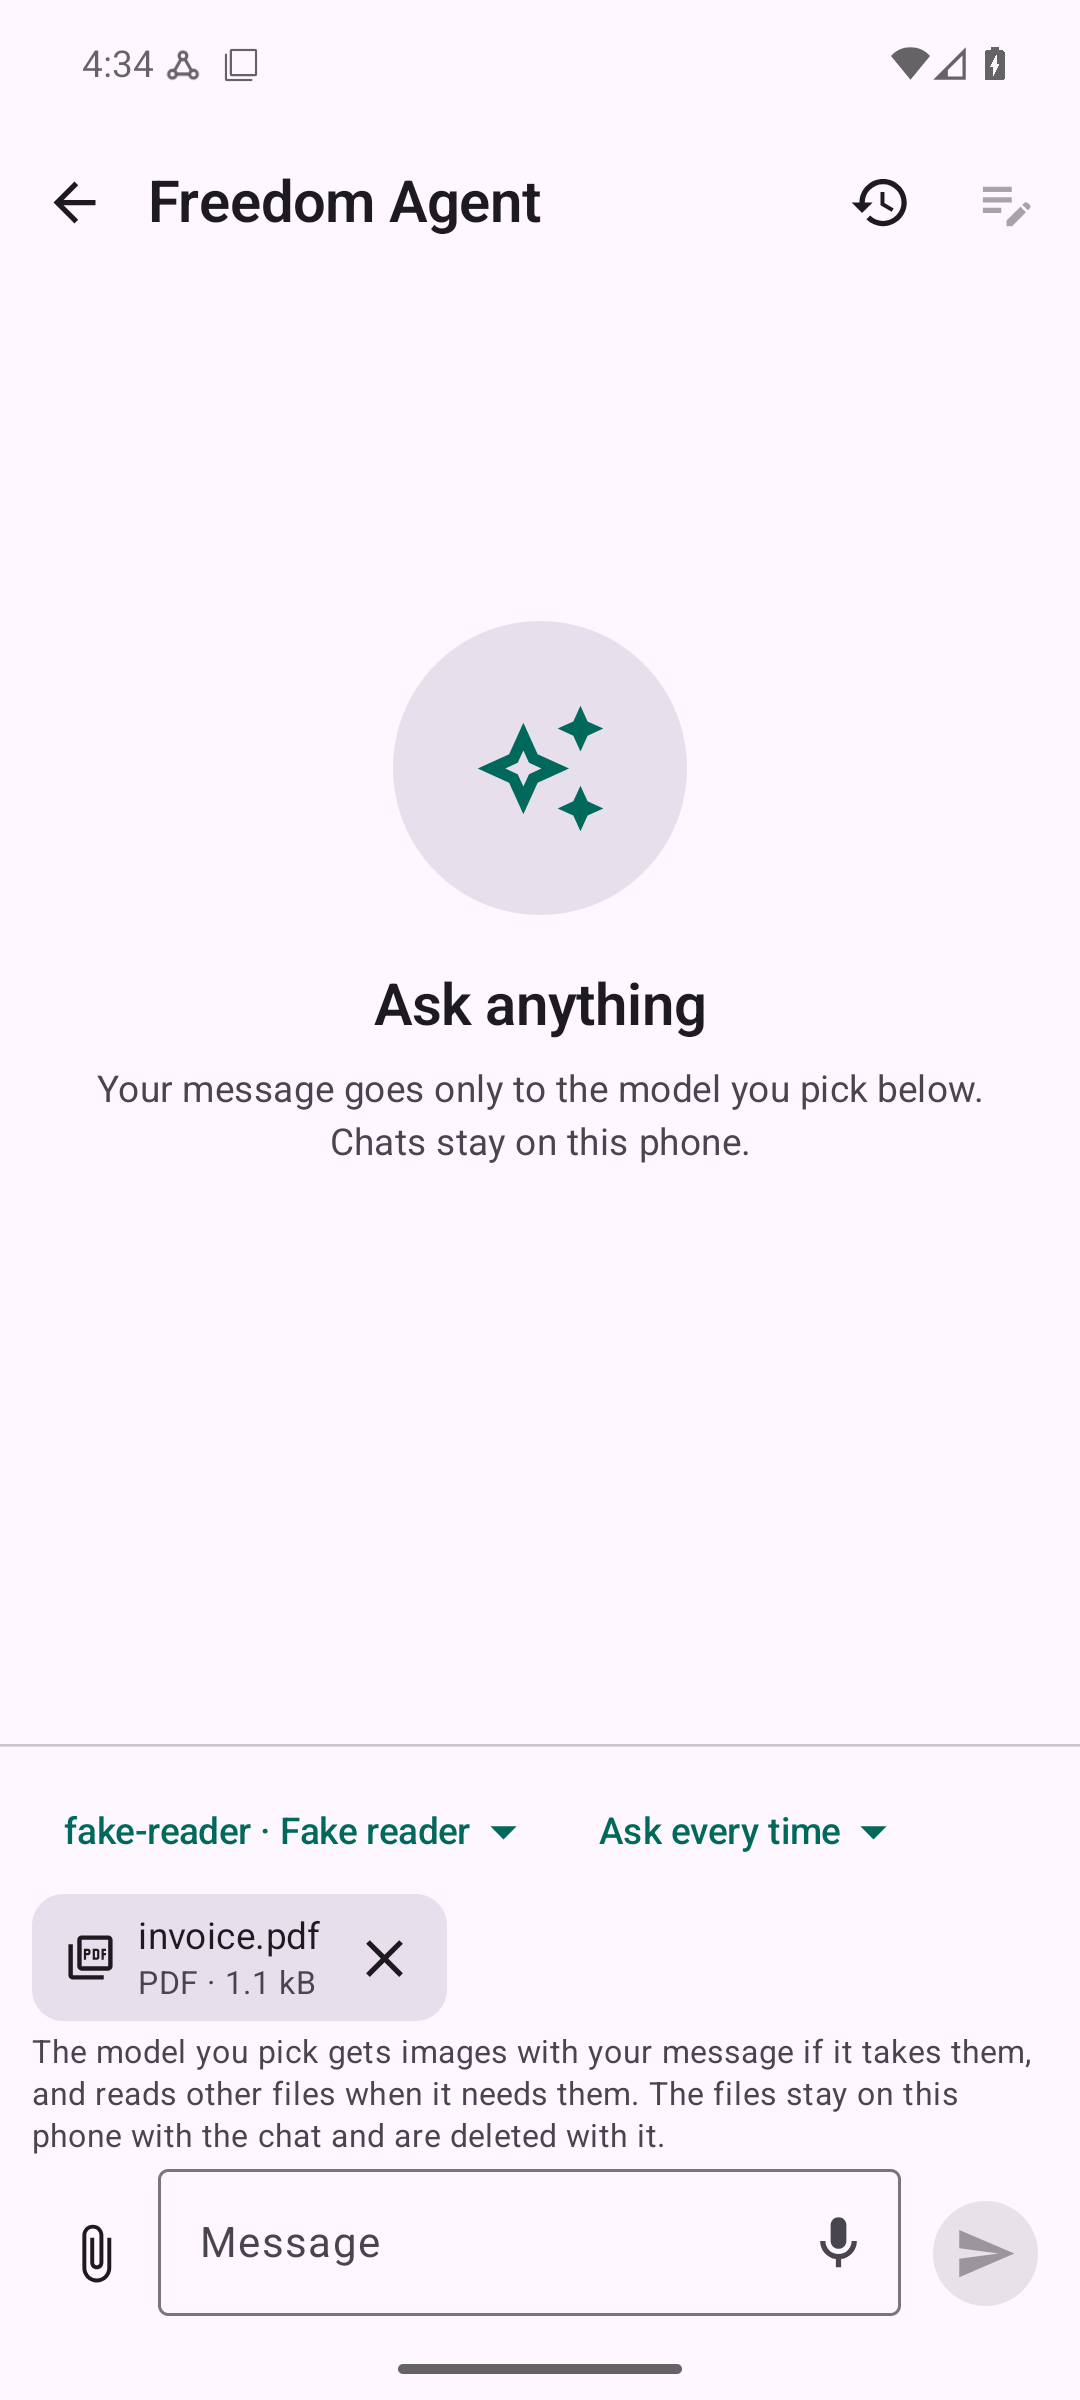 4:34
Freedom Agent
Ask anything
Your message goes only to the model you pick below.
Chats stay on this phone.
fake-reader · Fake reader
Ask every time
PDF
invoice.pdf
PDF · 1.1 kB
The model you pick gets images with your message if it takes them,
and reads other files when it needs them. The files stay on this
phone with the chat and are deleted with it.
Message